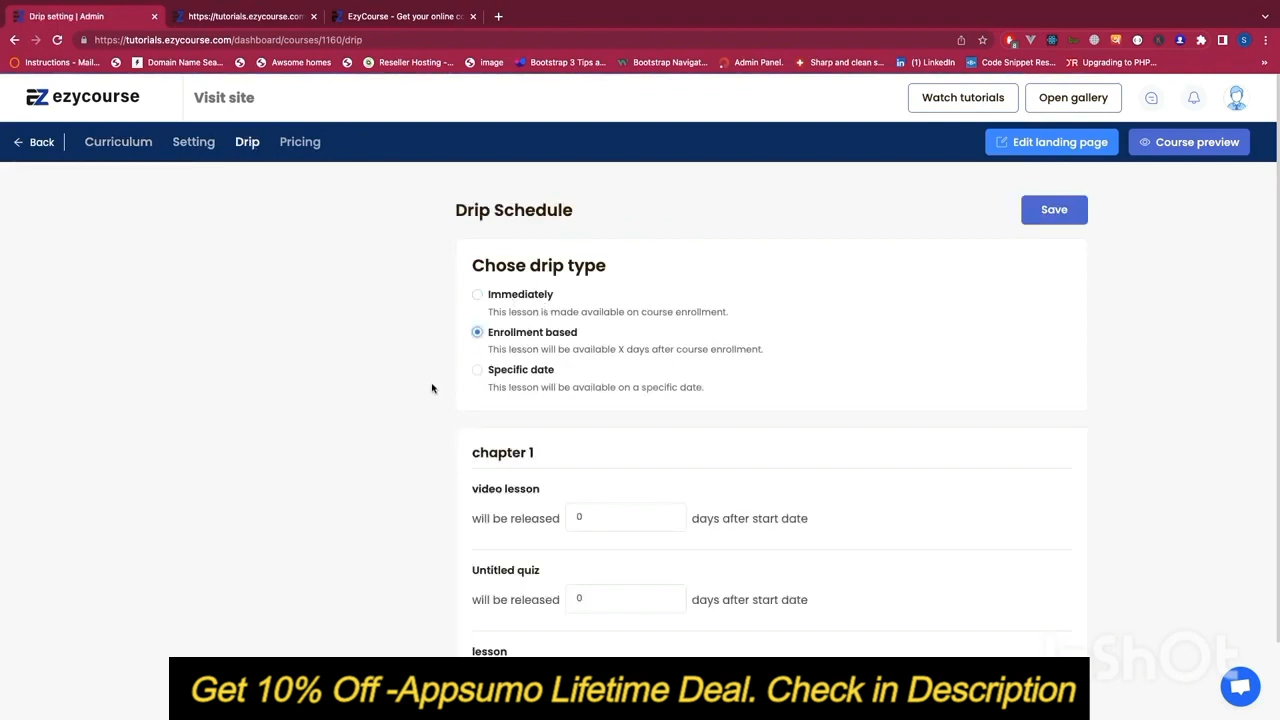 Drip setting | Admin
https://tutorials.ezycourse.com
EzyCourse - Get your online co
https://tutorials.ezycourse.com/dashboard/courses/1160/drip
Instructions - Mail...
Domain Name Sea...
Awsome homes
Reseller Hosting -...
image
Bootstrap 3 Tips a...
Bootstrap Navigat...
Admin Panel.
Sharp and clean s...
(1) LinkedIn
Code Snippet Res...
Upgrading to PHP...
ezycourse
Visit site
Watch tutorials
Open gallery
Back
Curriculum
Setting
Drip
Pricing
Edit landing page
Course preview
Drip Schedule
Save
Chose drip type
Immediately
This lesson is made available on course enrollment.
Enrollment based
This lesson will be available X days after course enrollment.
Specific date
This lesson will be available on a specific date.
chapter 1
video lesson
will be released 0 days after start date
Untitled quiz
will be released 0 days after start date
lesson
Get 10% Off -Appsumo Lifetime Deal. Check in Description